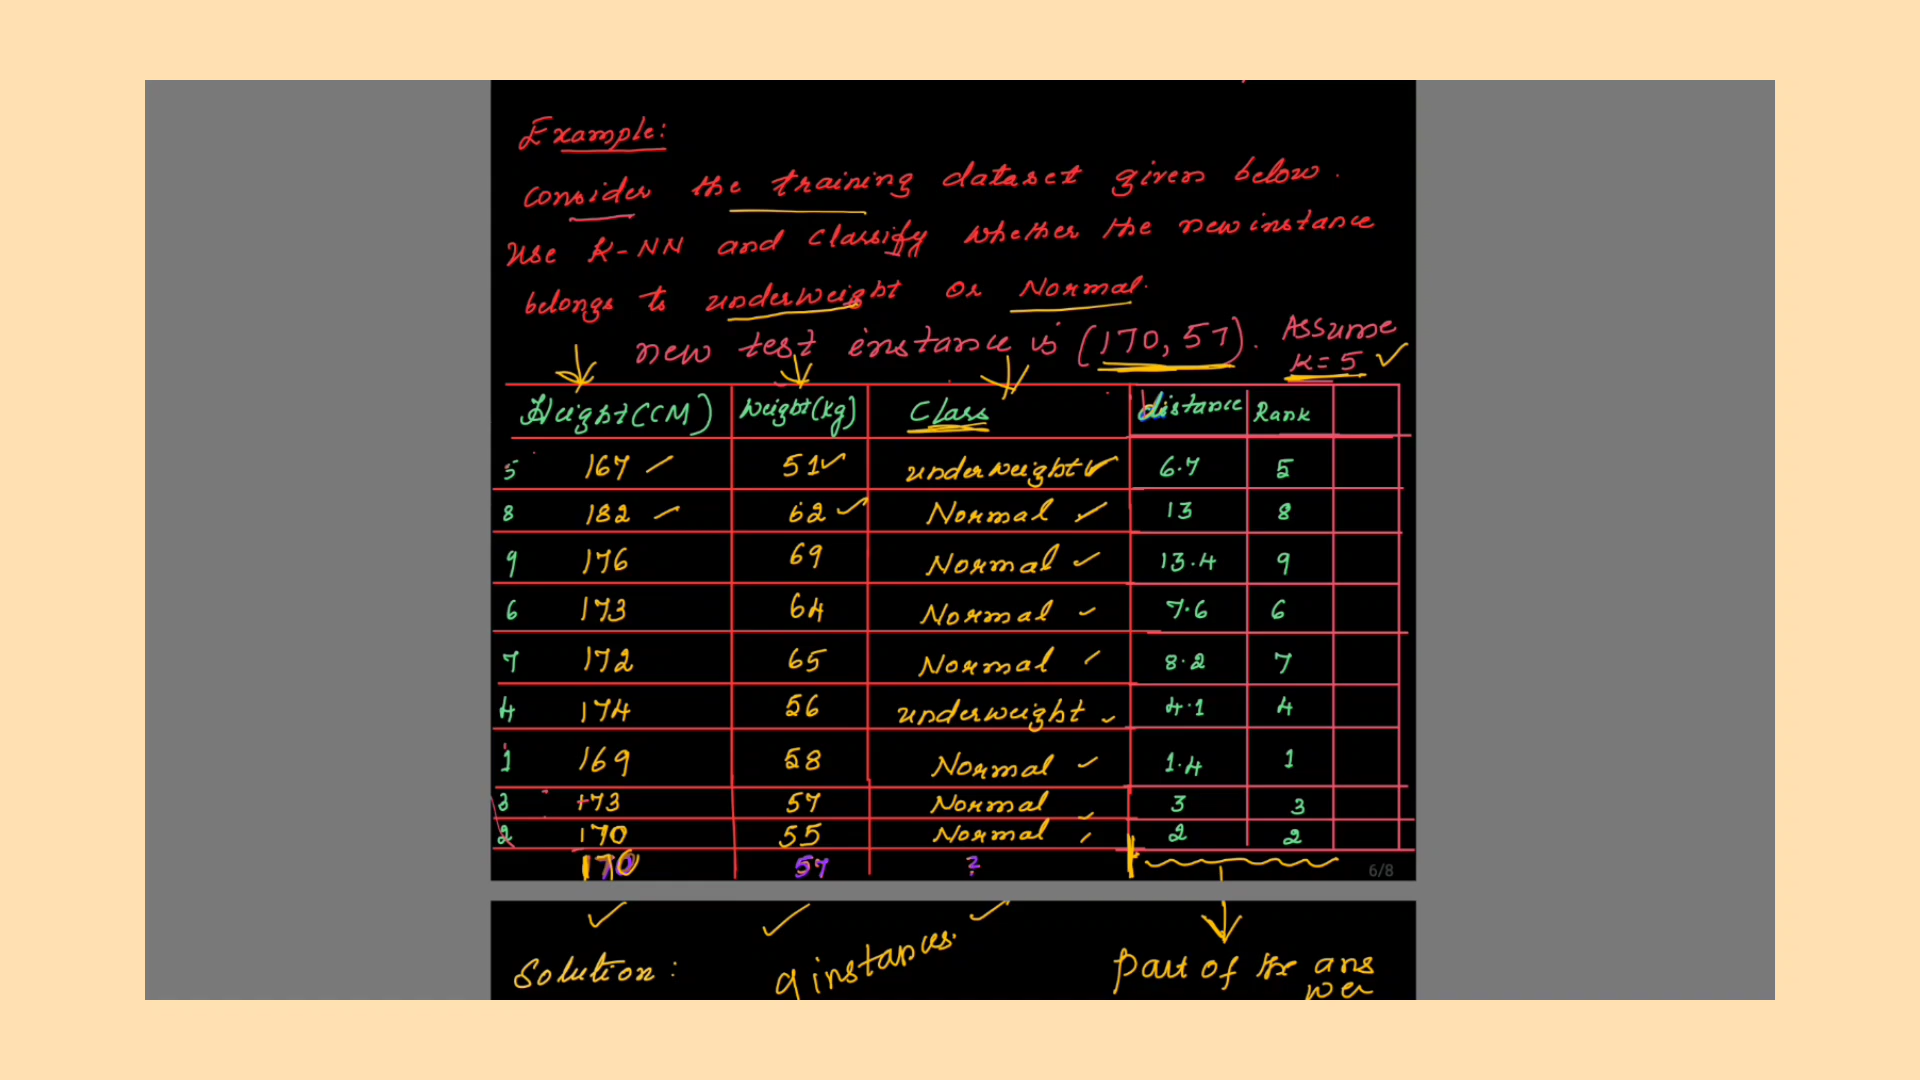 Example:
Consider the training dataset given below.
Use K-NN and classify whether the new instance
belongs to underweight or Normal.
new test instance is (170, 57). Assume
K=5
Height(CM) Weight(kg) Class distance Rank
5 167 51 underweight 6.7 5
8 182 62 Normal 13 8
9 176 69 Normal 13.4 9
6 173 64 Normal 7.6 6
7 172 65 Normal 8.2 7
4 174 56 underweight 4.1 4
1 169 58 Normal 1.4 1
3 173 57 Normal 3 3
2 170 55 Normal 2 2
170 57 ?
6/8
Solution: 9 instances. Part of the ans
wer